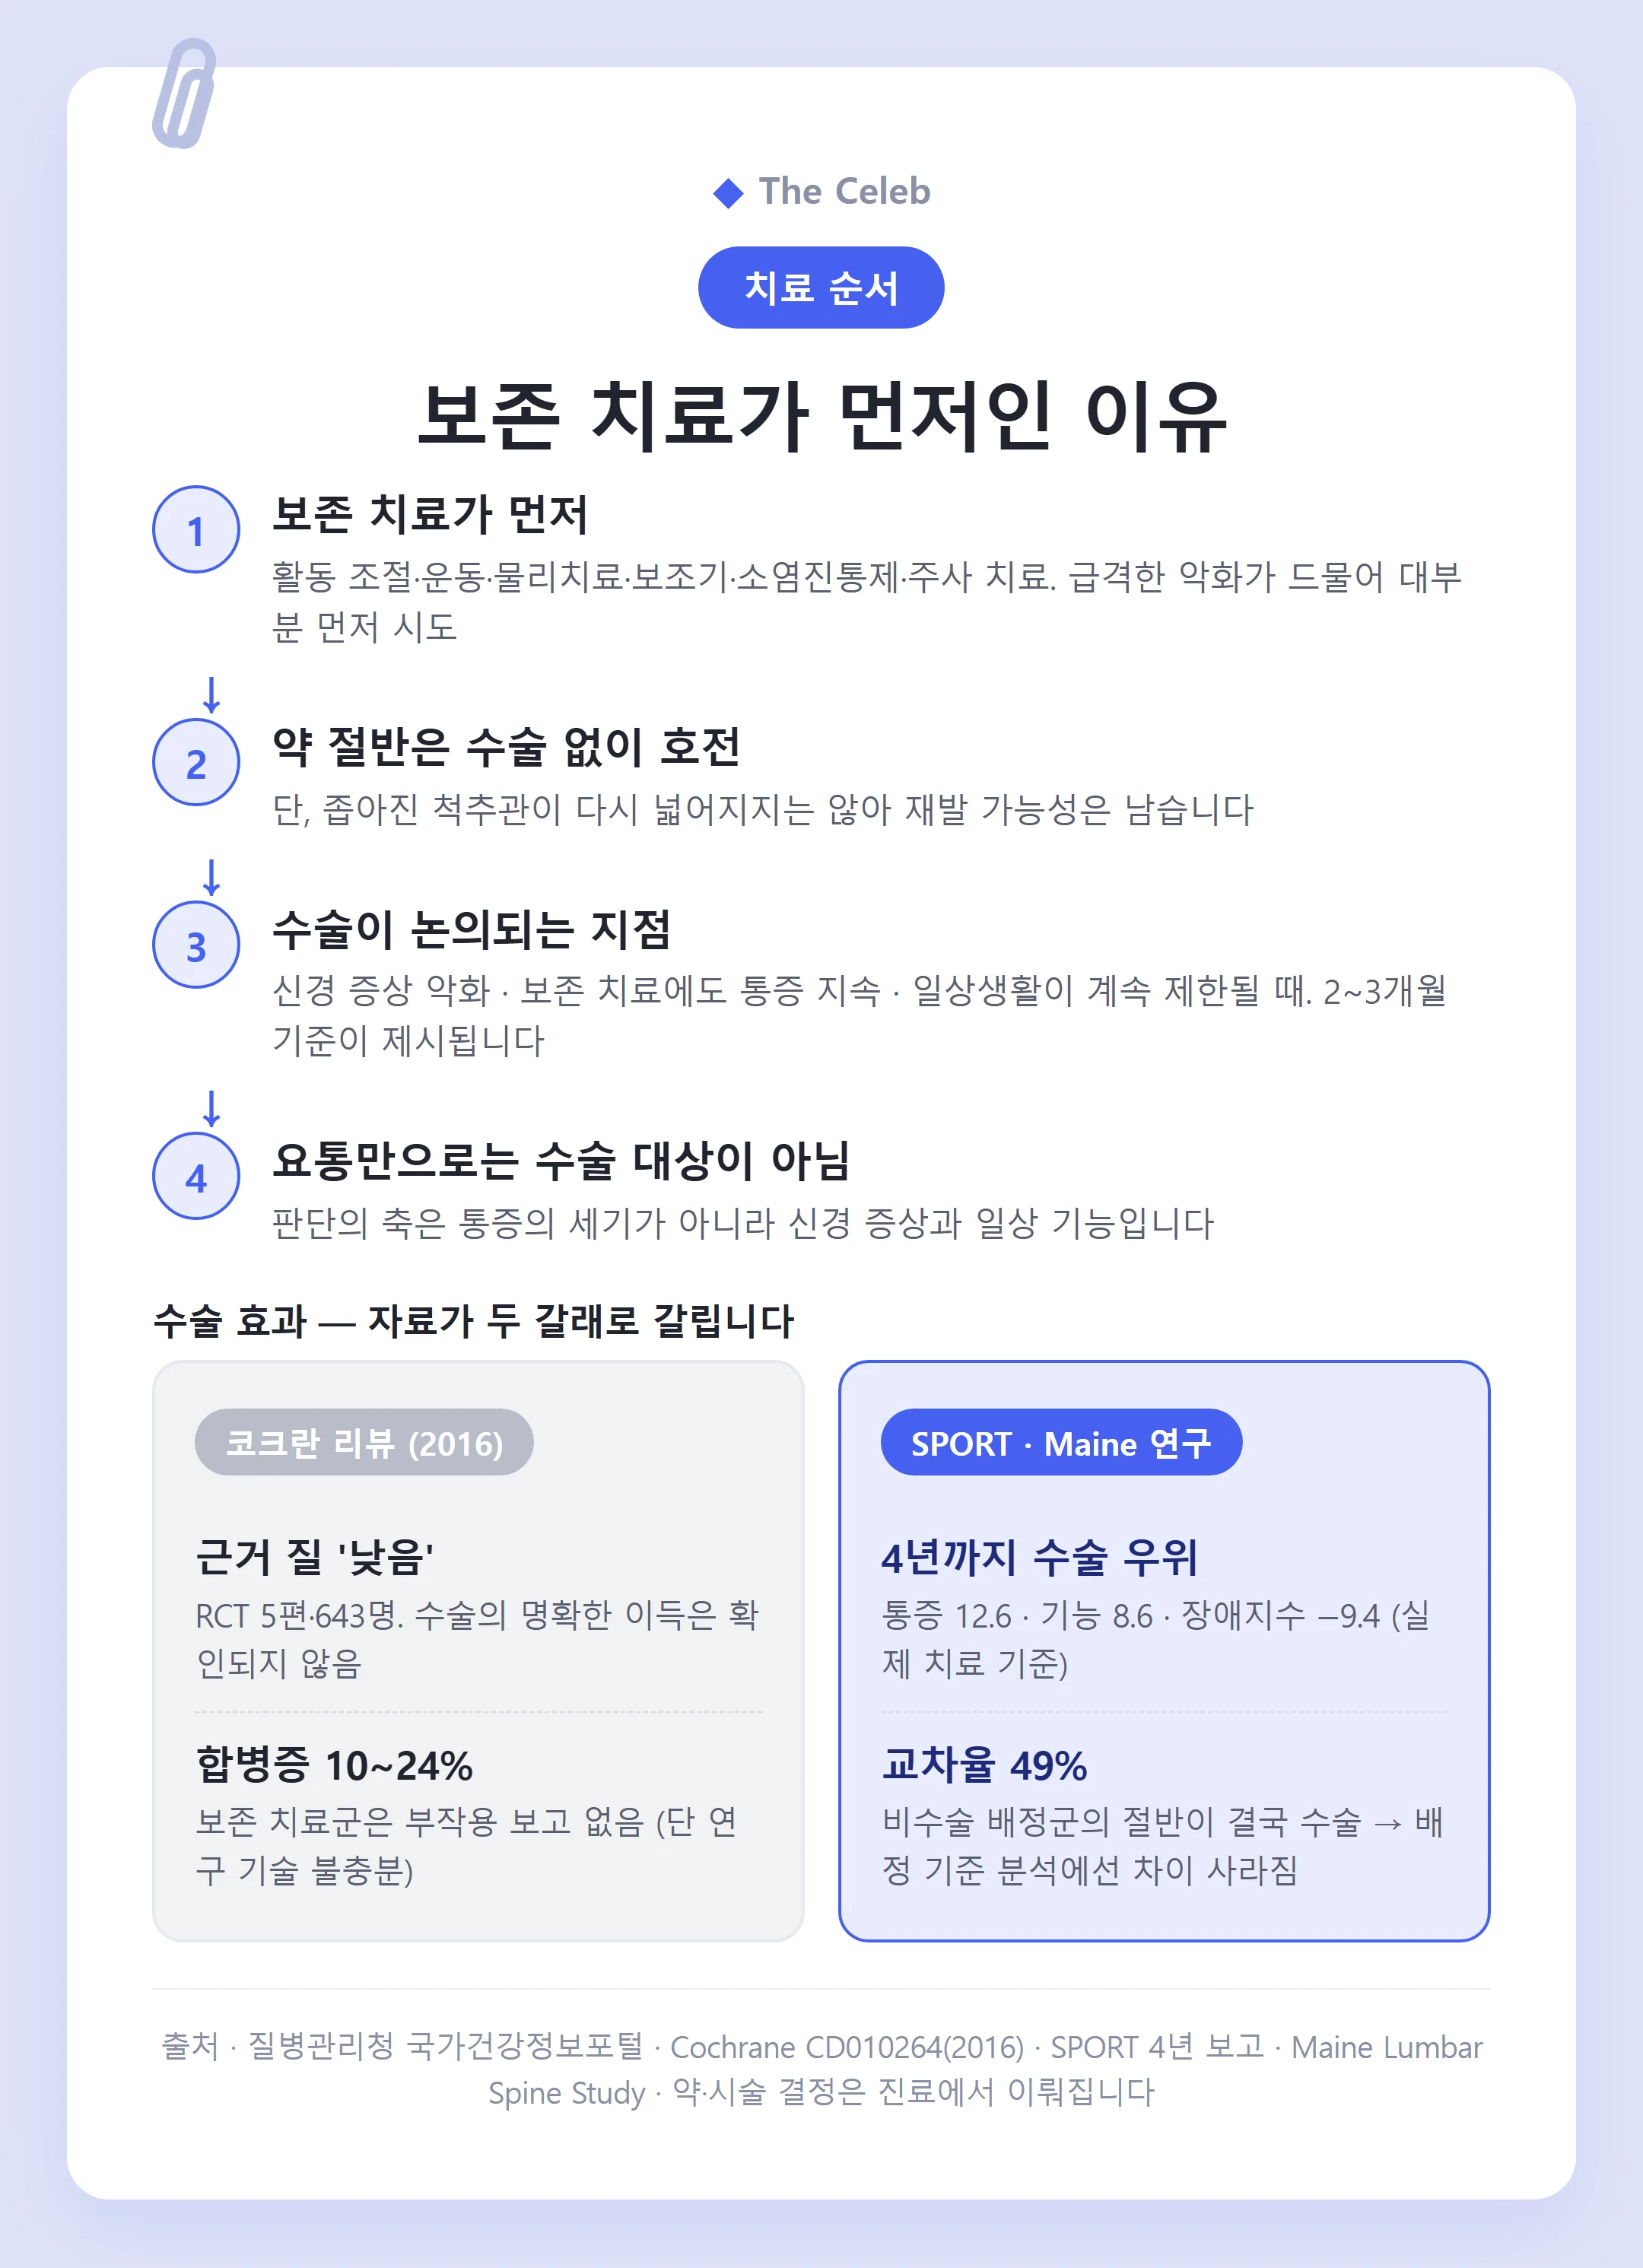 The Celeb
치료 순서
보존 치료가 먼저인 이유
1
보존 치료가 먼저
활동 조절·운동·물리치료·보조기·소염진통제·주사 치료. 급격한 악화가 드물어 대부
분 먼저 시도
↓
2
약 절반은 수술 없이 호전
단, 좁아진 척추관이 다시 넓어지지는 않아 재발 가능성은 남습니다
↓
3
수술이 논의되는 지점
신경 증상 악화 · 보존 치료에도 통증 지속 · 일상생활이 계속 제한될 때. 2~3개월
기준이 제시됩니다
↓
4
요통만으로는 수술 대상이 아님
판단의 축은 통증의 세기가 아니라 신경 증상과 일상 기능입니다
수술 효과 — 자료가 두 갈래로 갈립니다
코크란 리뷰 (2016)
근거 질 '낮음'
RCT 5편·643명. 수술의 명확한 이득은 확
인되지 않음
합병증 10~24%
보존 치료군은 부작용 보고 없음 (단 연
구 기술 불충분)
SPORT · Maine 연구
4년까지 수술 우위
통증 12.6 · 기능 8.6 · 장애지수 −9.4 (실
제 치료 기준)
교차율 49%
비수술 배정군의 절반이 결국 수술 → 배
정 기준 분석에선 차이 사라짐
출처 · 질병관리청 국가건강정보포털 · Cochrane CD010264(2016) · SPORT 4년 보고 · Maine Lumbar
Spine Study · 약·시술 결정은 진료에서 이뤄집니다